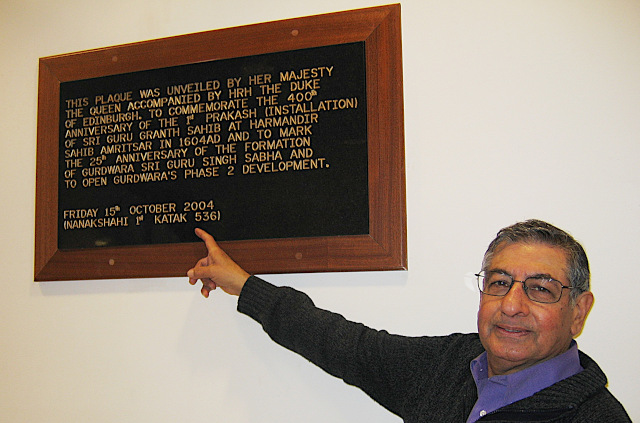 THIS PLAQUE WAS UNVEILED BY HER MAJESTY
THE QUEEN ACCOMPANIED BY HRH THE DUKE
OF EDINBURGH. TO COMMEMORATE THE 400th
ANNIVERSARY OF THE 1st PRAKASH (INSTALLATION)
OF SRI GURU GRANTH SAHIB AT HARMANDIR
SAHIB AMRITSAR IN 1604AD AND TO MARK
THE 25th ANNIVERSARY OF THE FORMATION
OF GURDWARA SRI GURU SINGH SABHA AND
TO OPEN GURDWARA'S PHASE 2 DEVELOPMENT.
FRIDAY 15th OCTOBER 2004
(NANAKSHAHI 1st KATAK 536)